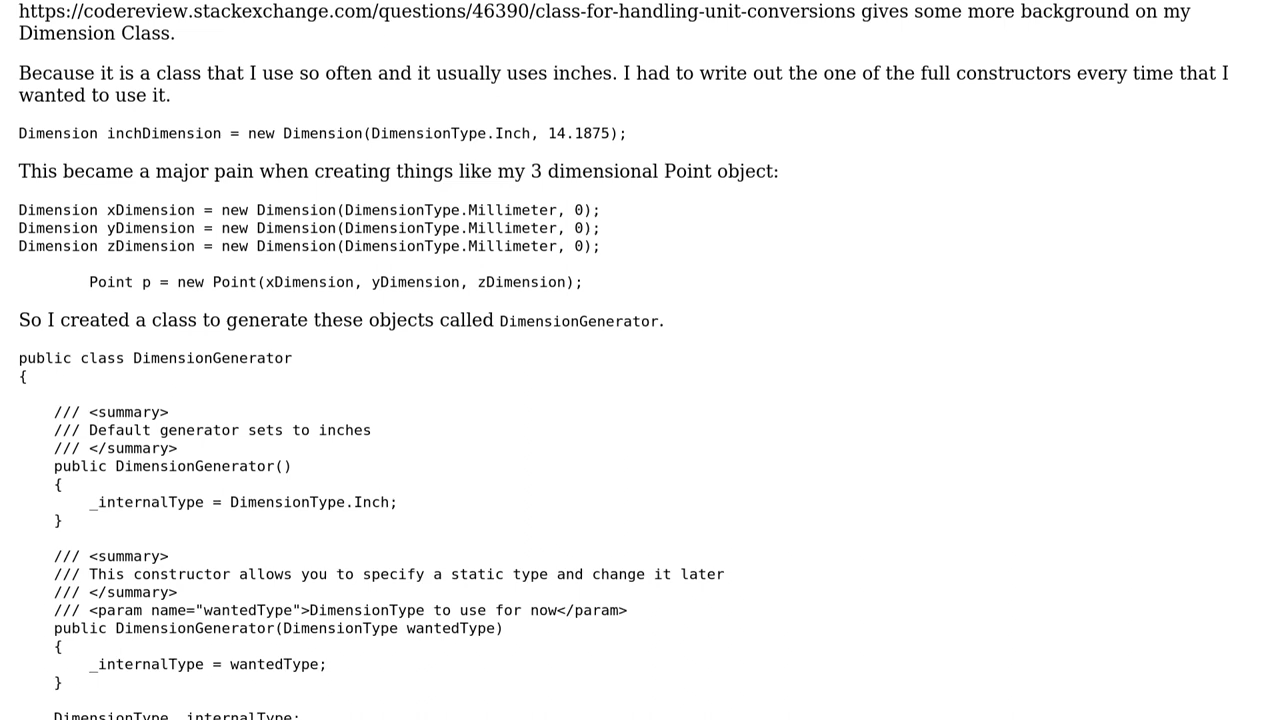 https://codereview.stackexchange.com/questions/46390/class-for-handling-unit-conversions gives some more background on my
Dimension Class.
Because it is a class that I use so often and it usually uses inches. I had to write out the one of the full constructors every time that I
wanted to use it.
Dimension inchDimension = new Dimension(DimensionType.Inch, 14.1875);
This became a major pain when creating things like my 3 dimensional Point object:
Dimension xDimension = new Dimension(DimensionType.Millimeter, 0);
Dimension yDimension = new Dimension(DimensionType.Millimeter, 0);
Dimension zDimension = new Dimension(DimensionType.Millimeter, 0);
Point p = new Point(xDimension, yDimension, zDimension);
So I created a class to generate these objects called DimensionGenerator.
public class DimensionGenerator
{
/// <summary>
/// Default generator sets to inches
/// </summary>
public DimensionGenerator()
{
_internalType = DimensionType.Inch;
}
/// <summary>
/// This constructor allows you to specify a static type and change it later
/// </summary>
/// <param name="wantedType">DimensionType to use for now</param>
public DimensionGenerator(DimensionType wantedType)
{
_internalType = wantedType;
}
DimensionType _internalType;